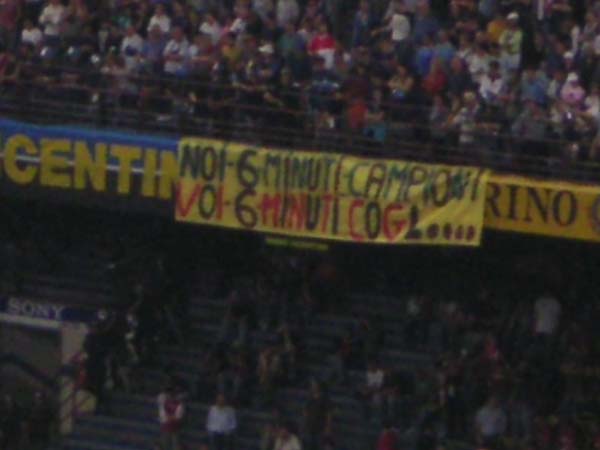 NOI-6-MINUTI-CAMPIONI
CENTIN
VOI-6-MINUTI COGL.....
RINO
SONY